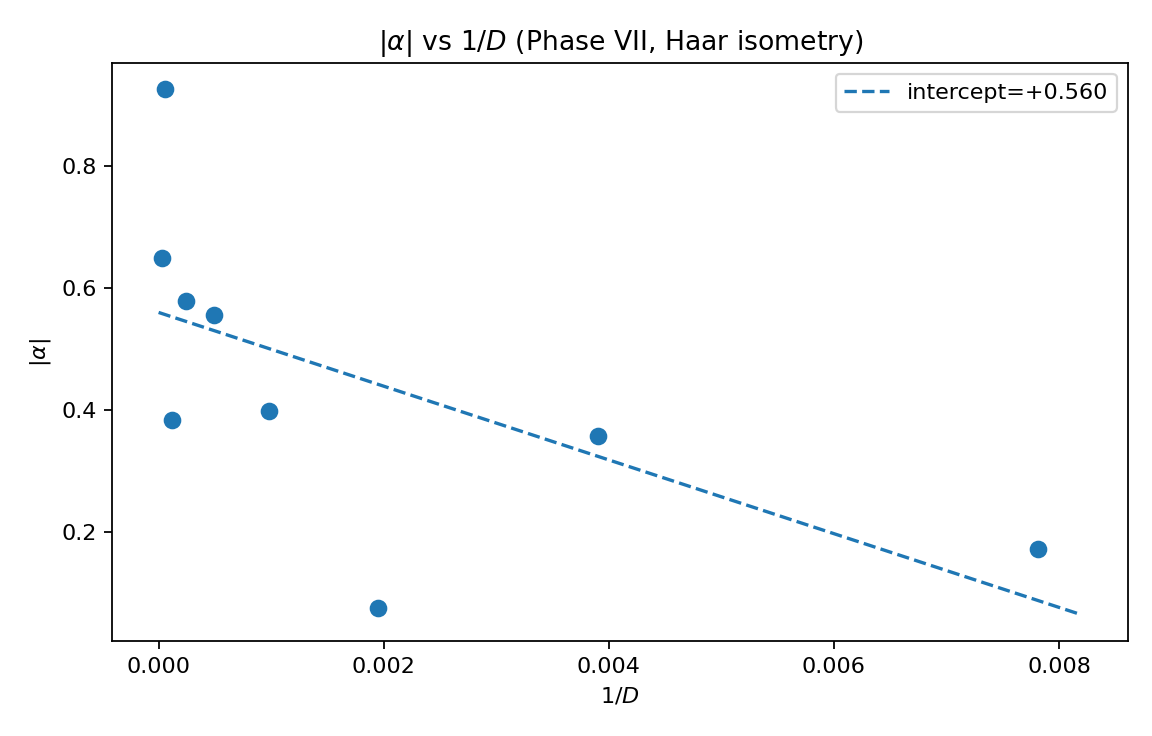 |α| vs 1/D (Phase VII, Haar isometry)
intercept=+0.560
|α|
0.8
0.6
0.4
0.2
0.000 0.002 0.004 0.006 0.008
1/D